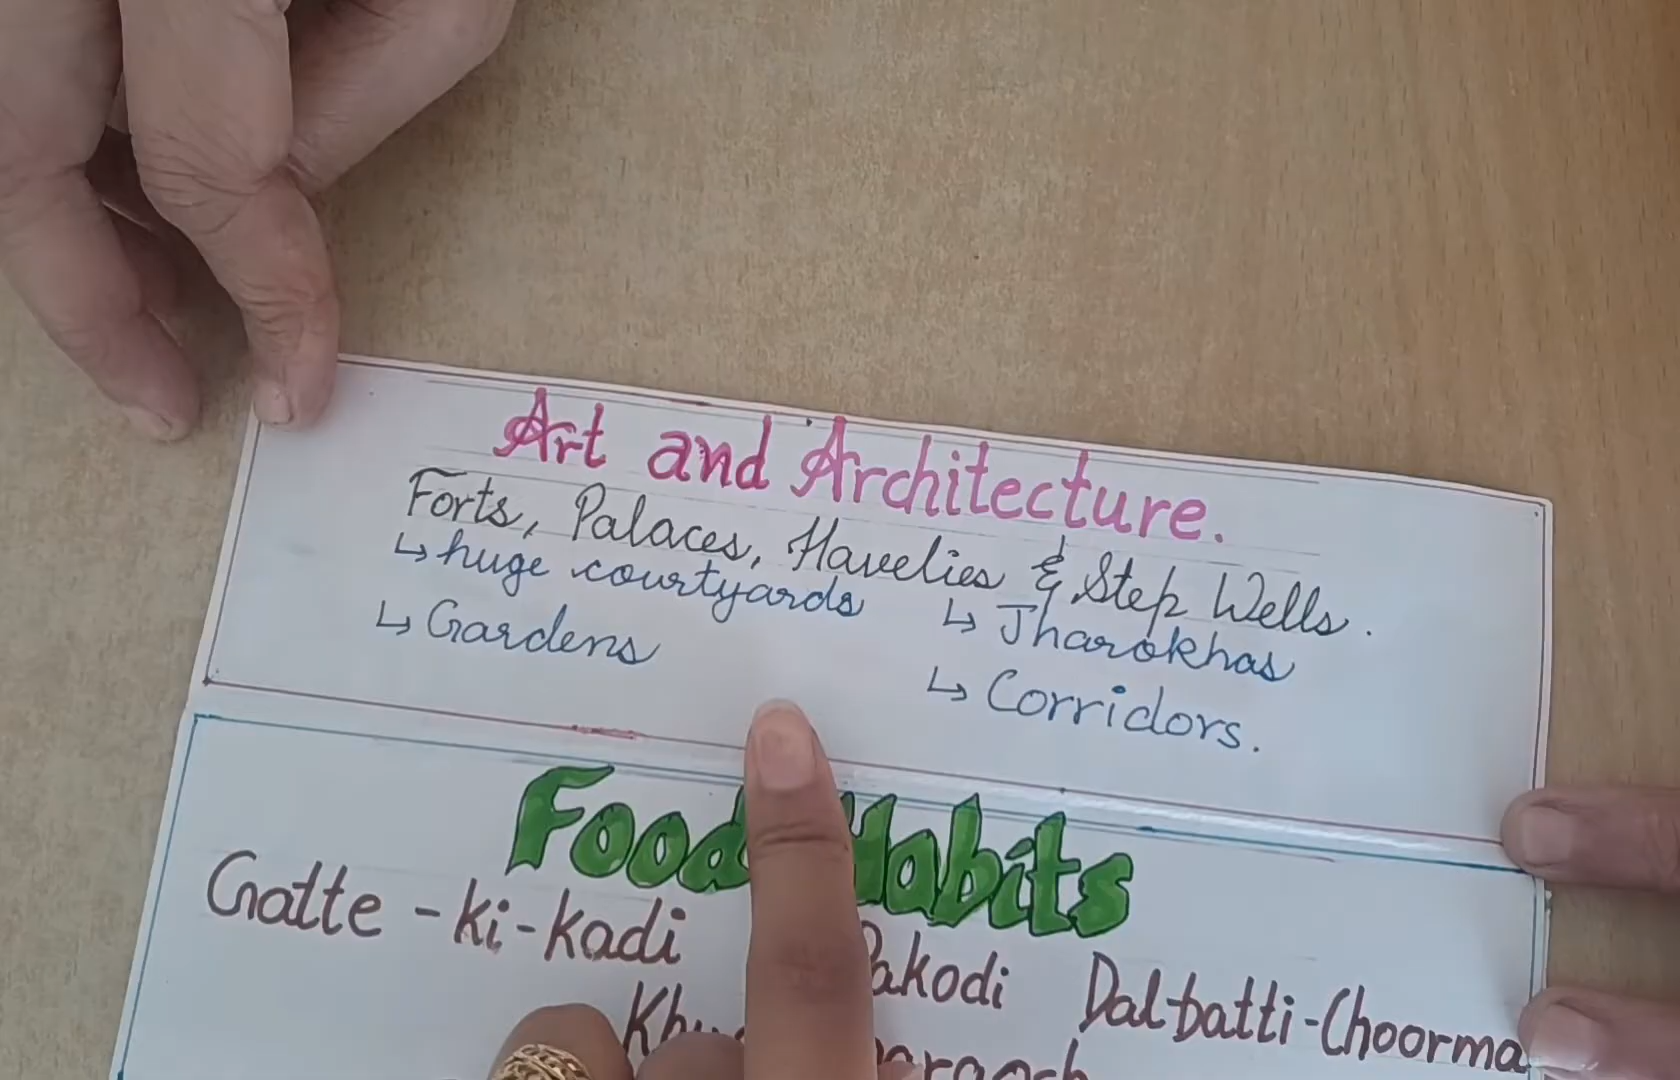 Art and Architecture.
Forts, Palaces, Havelies & Step Wells.
↳ huge courtyards ↳ Jharokhas
↳ Gardens ↳ Corridors.
Food Habits
Gatte -ki-kadi Pakodi Dal-batti-Choorma